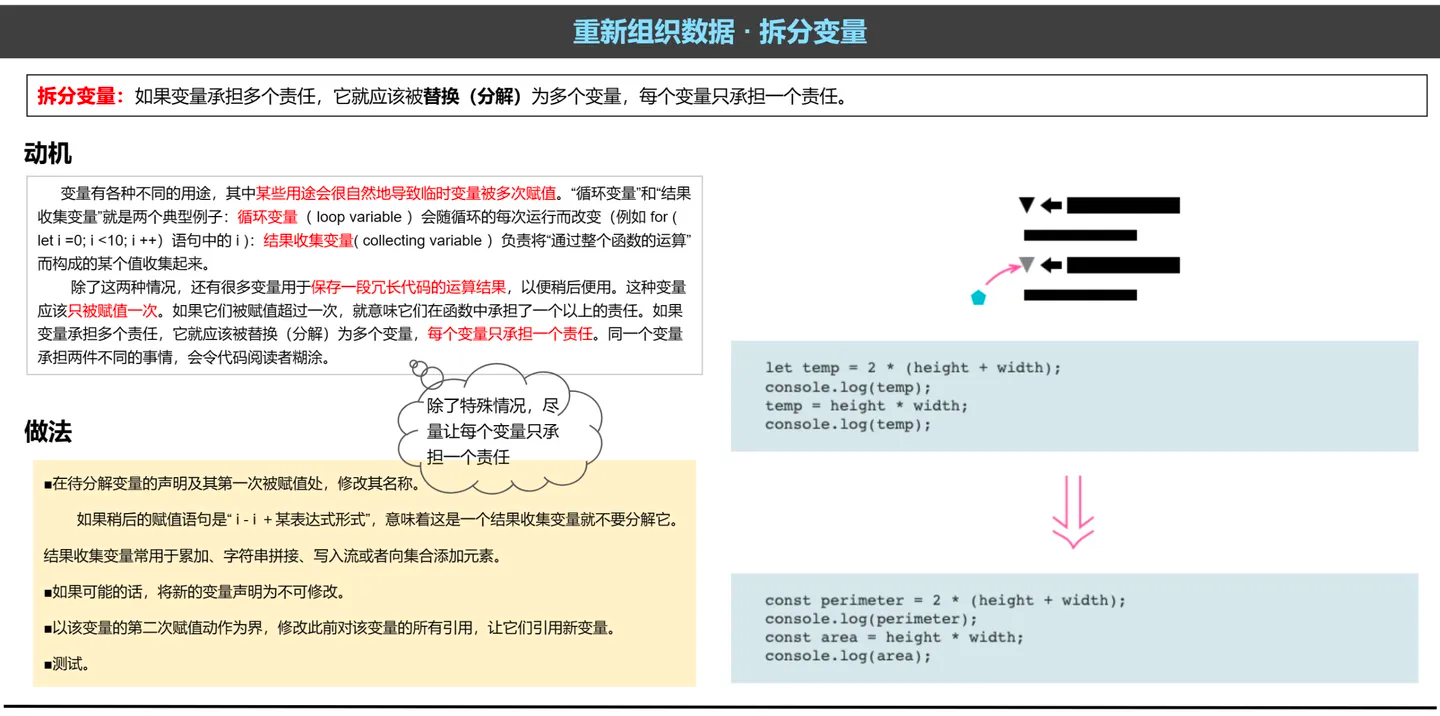 重新组织数据 · 拆分变量
拆分变量：如果变量承担多个责任，它就应该被替换（分解）为多个变量，每个变量只承担一个责任。
动机
变量有各种不同的用途，其中某些用途会很自然地导致临时变量被多次赋值。“循环变量”和“结果
收集变量”就是两个典型例子：循环变量（ loop variable ）会随循环的每次运行而改变（例如 for (
let i =0; i <10; i ++）语句中的 i )：结果收集变量( collecting variable ）负责将“通过整个函数的运算”
而构成的某个值收集起来。
除了这两种情况，还有很多变量用于保存一段冗长代码的运算结果，以便稍后便用。这种变量
应该只被赋值一次。如果它们被赋值超过一次，就意味它们在函数中承担了一个以上的责任。如果
变量承担多个责任，它就应该被替换（分解）为多个变量，每个变量只承担一个责任。同一个变量
承担两件不同的事情，会令代码阅读者糊涂。
除了特殊情况，尽
量让每个变量只承
担一个责任
做法
■在待分解变量的声明及其第一次被赋值处，修改其名称。
如果稍后的赋值语句是“ i - i + 某表达式形式”，意味着这是一个结果收集变量就不要分解它。
结果收集变量常用于累加、字符串拼接、写入流或者向集合添加元素。
■如果可能的话，将新的变量声明为不可修改。
■以该变量的第二次赋值动作为界，修改此前对该变量的所有引用，让它们引用新变量。
■测试。
let temp = 2 * (height + width);
console.log(temp);
temp = height * width;
console.log(temp);
const perimeter = 2 * (height + width);
console.log(perimeter);
const area = height * width;
console.log(area);